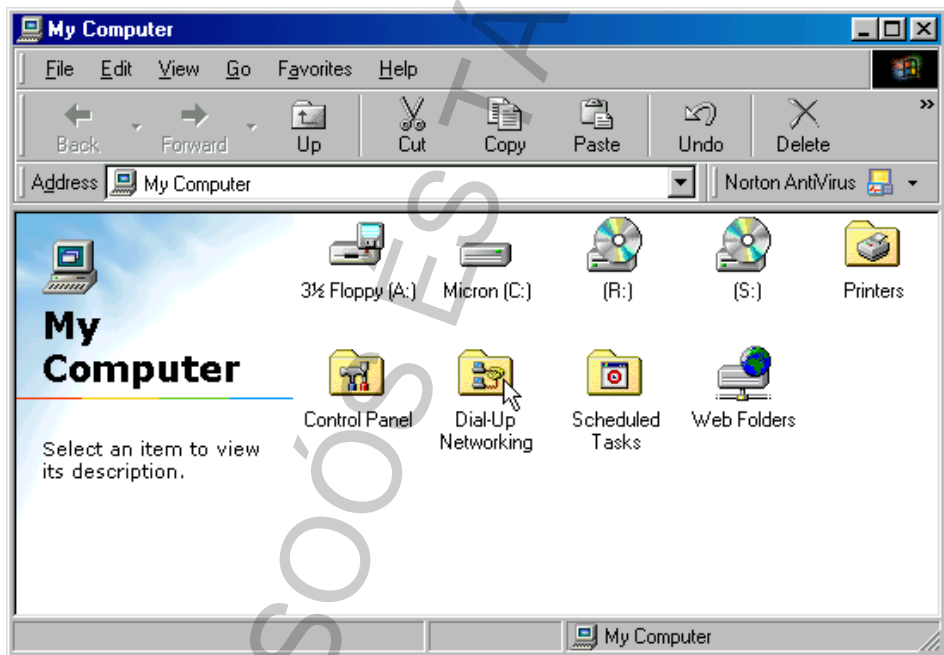 My Computer
File Edit View Go Favorites Help
Back Forward Up Cut Copy Paste Undo Delete »
Address My Computer Norton AntiVirus
3½ Floppy (A:) Micron (C:) (R:) (S:) Printers
My
Computer
Control Panel Dial-Up Networking Scheduled Tasks Web Folders
Select an item to view
its description.
My Computer
SOÓS ESTÁ